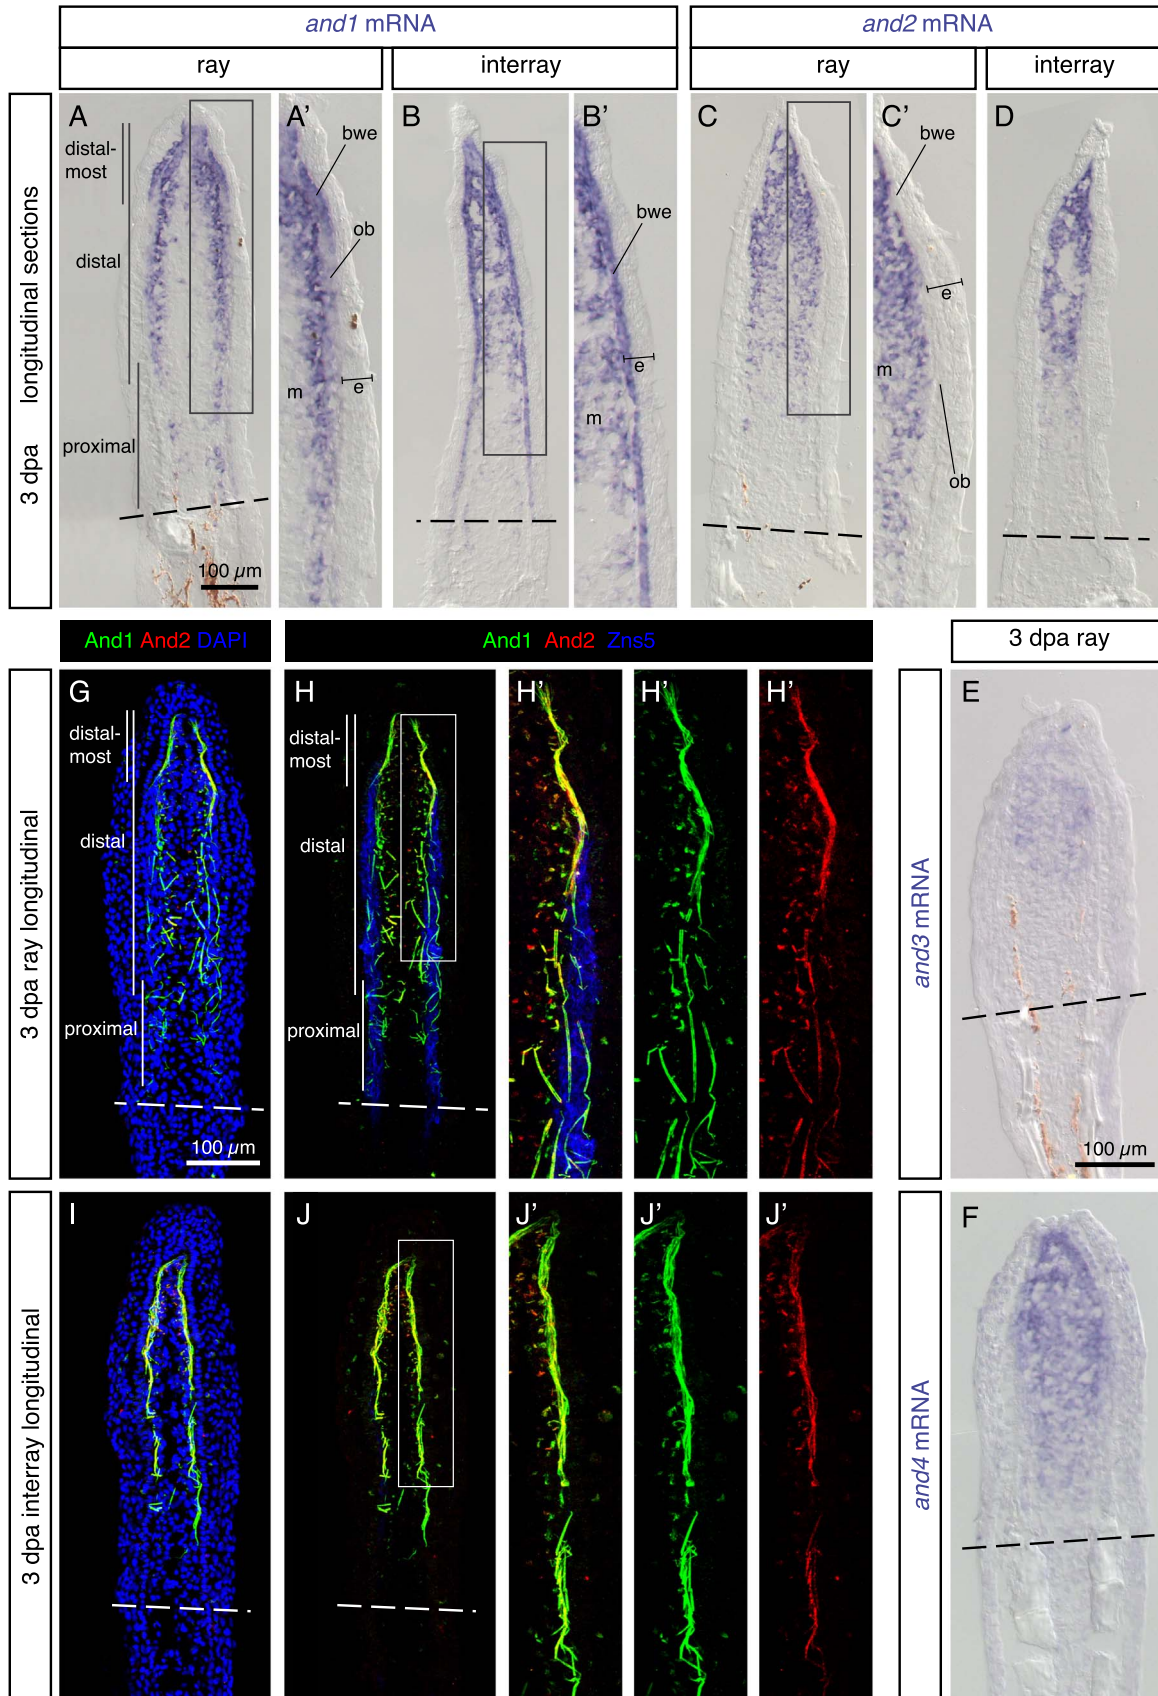 and1 mRNA
and2 mRNA
ray
interray
ray
interray
3 dpa longitudinal sections
A
A’
B
B’
C
C’
D
distal-
most
distal
proximal
100 µm
bwe
ob
m
e
bwe
e
m
bwe
e
m
ob
And1 And2 DAPI
And1 And2 Zns5
3 dpa ray
3 dpa ray longitudinal
G
distal-
most
distal
proximal
100 µm
H
distal-
most
distal
proximal
H’
H’
H’
and3 mRNA
E
100 µm
3 dpa interray longitudinal
I
J
J’
J’
J’
and4 mRNA
F